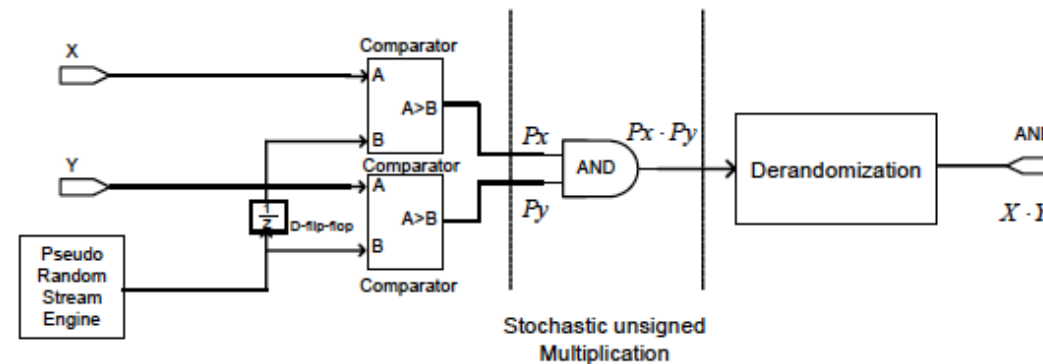 X
Comparator
A
A>B
B
Y
Comparator
A
A>B
B
Comparator
1
Z
D-flip-flop
Pseudo
Random
Stream
Engine
Px
Py
AND
Px · Py
Stochastic unsigned
Multiplication
Derandomization
AN
X · Y